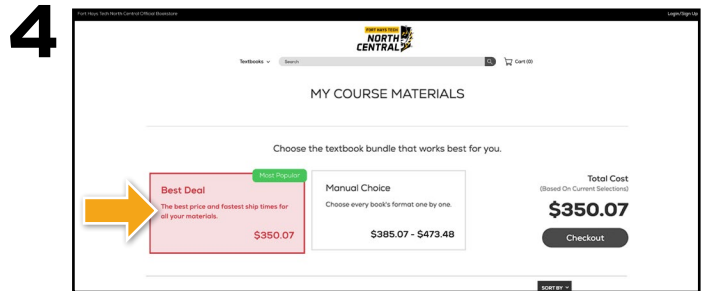 4
Fort Hays Tech North Central Official Bookstore
Login/Sign Up
FORT HAYS TECH
NORTH
CENTRAL
Textbooks
Search
Cart (0)
MY COURSE MATERIALS
Choose the textbook bundle that works best for you.
Most Popular
Best Deal
The best price and fastest ship times for
all your materials.
$350.07
Manual Choice
Choose every book's format one by one.
$385.07 - $473.48
Total Cost
(Based On Current Selections)
$350.07
Checkout
SORT BY